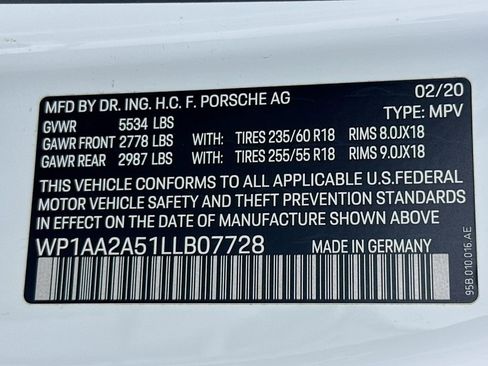 MFD BY DR. ING. H.C. F. PORSCHE AG 02/20
GVWR 5534 LBS TYPE: MPV
GAWR FRONT 2778 LBS WITH: TIRES 235/60 R18 RIMS 8.0JX18
GAWR REAR 2987 LBS WITH: TIRES 255/55 R18 RIMS 9.0JX18
THIS VEHICLE CONFORMS TO ALL APPLICABLE U.S.FEDERAL
MOTOR VEHICLE SAFETY AND THEFT PREVENTION STANDARDS
IN EFFECT ON THE DATE OF MANUFACTURE SHOWN ABOVE
WP1AA2A51LLB07728 MADE IN GERMANY
95B.010.016.AE